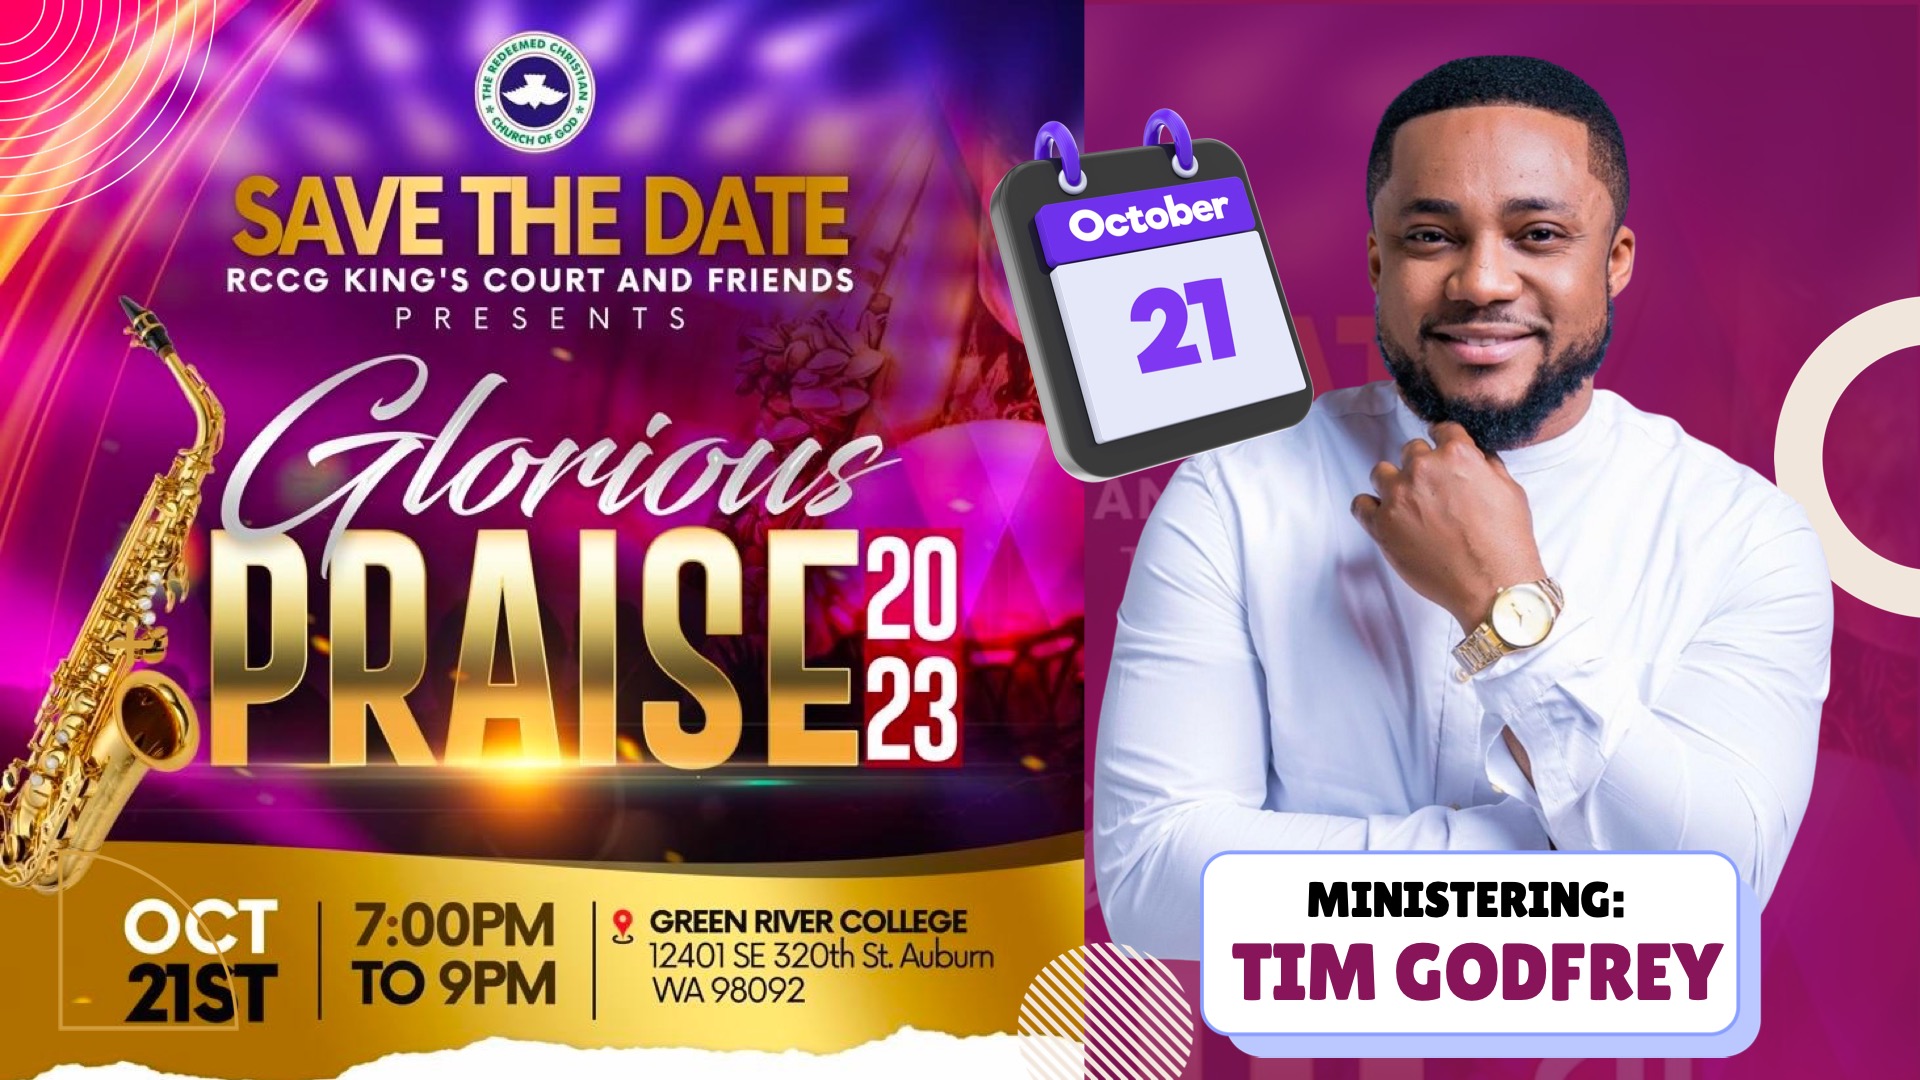 THE REDEEMED CHRISTIAN
CHURCH OF GOD
SAVE THE DATE
RCCG KING'S COURT AND FRIENDS
PRESENTS
Glorious
PRAISE
20
23
OCT
21ST
7:00PM
TO 9PM
GREEN RIVER COLLEGE
12401 SE 320th St. Auburn
WA 98092
October
21
MINISTERING:
TIM GODFREY